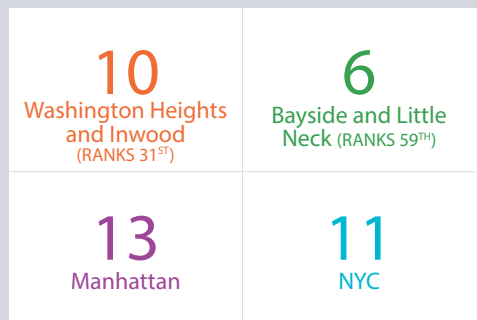 10
Washington Heights
and Inwood
(RANKS 31ST)
6
Bayside and Little
Neck (RANKS 59TH)
13
Manhattan
11
NYC